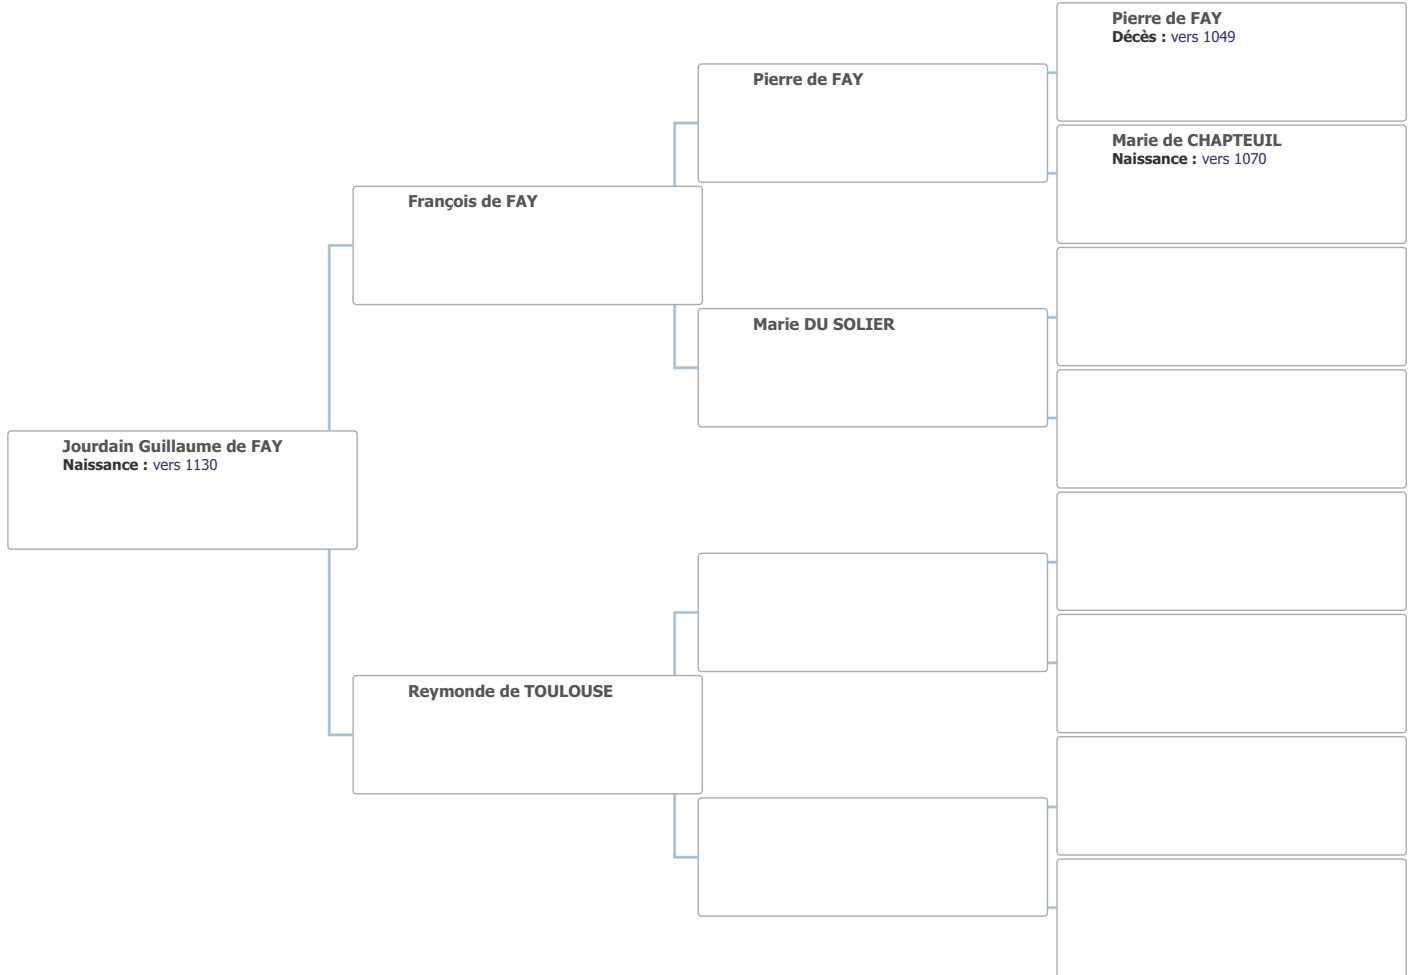 Pierre de FAY
Décès : vers 1049
Pierre de FAY
Marie de CHAPTEUIL
Naissance : vers 1070
François de FAY
Marie DU SOLIER
Jourdain Guillaume de FAY
Naissance : vers 1130
Reymonde de TOULOUSE